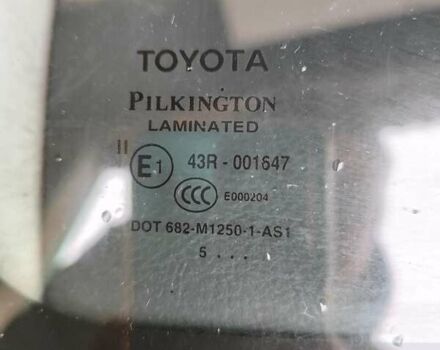 TOYOTA
PILKINGTON
LAMINATED
II
E1 43R - 001647
CCC E000204
DOT 682-M1250-1-AS1
5 . . .